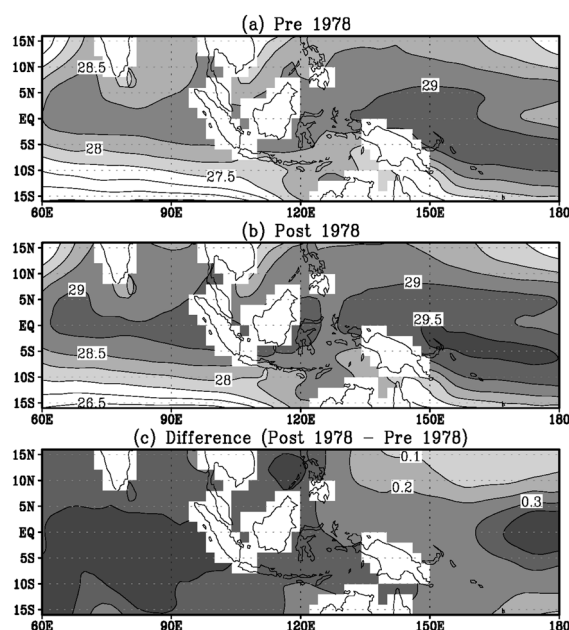 (a) Pre 1978
15N
10N
5N
EQ
5S
10S
15S
28.5
29
28
27.5
60E 90E 120E 150E 180
(b) Post 1978
15N
10N
5N
EQ
5S
10S
15S
29
29
29.5
28.5
28
26.5
60E 90E 120E 150E 180
(c) Difference (Post 1978 – Pre 1978)
15N
10N
5N
EQ
5S
10S
15S
0.1
0.2
0.3
60E 90E 120E 150E 180